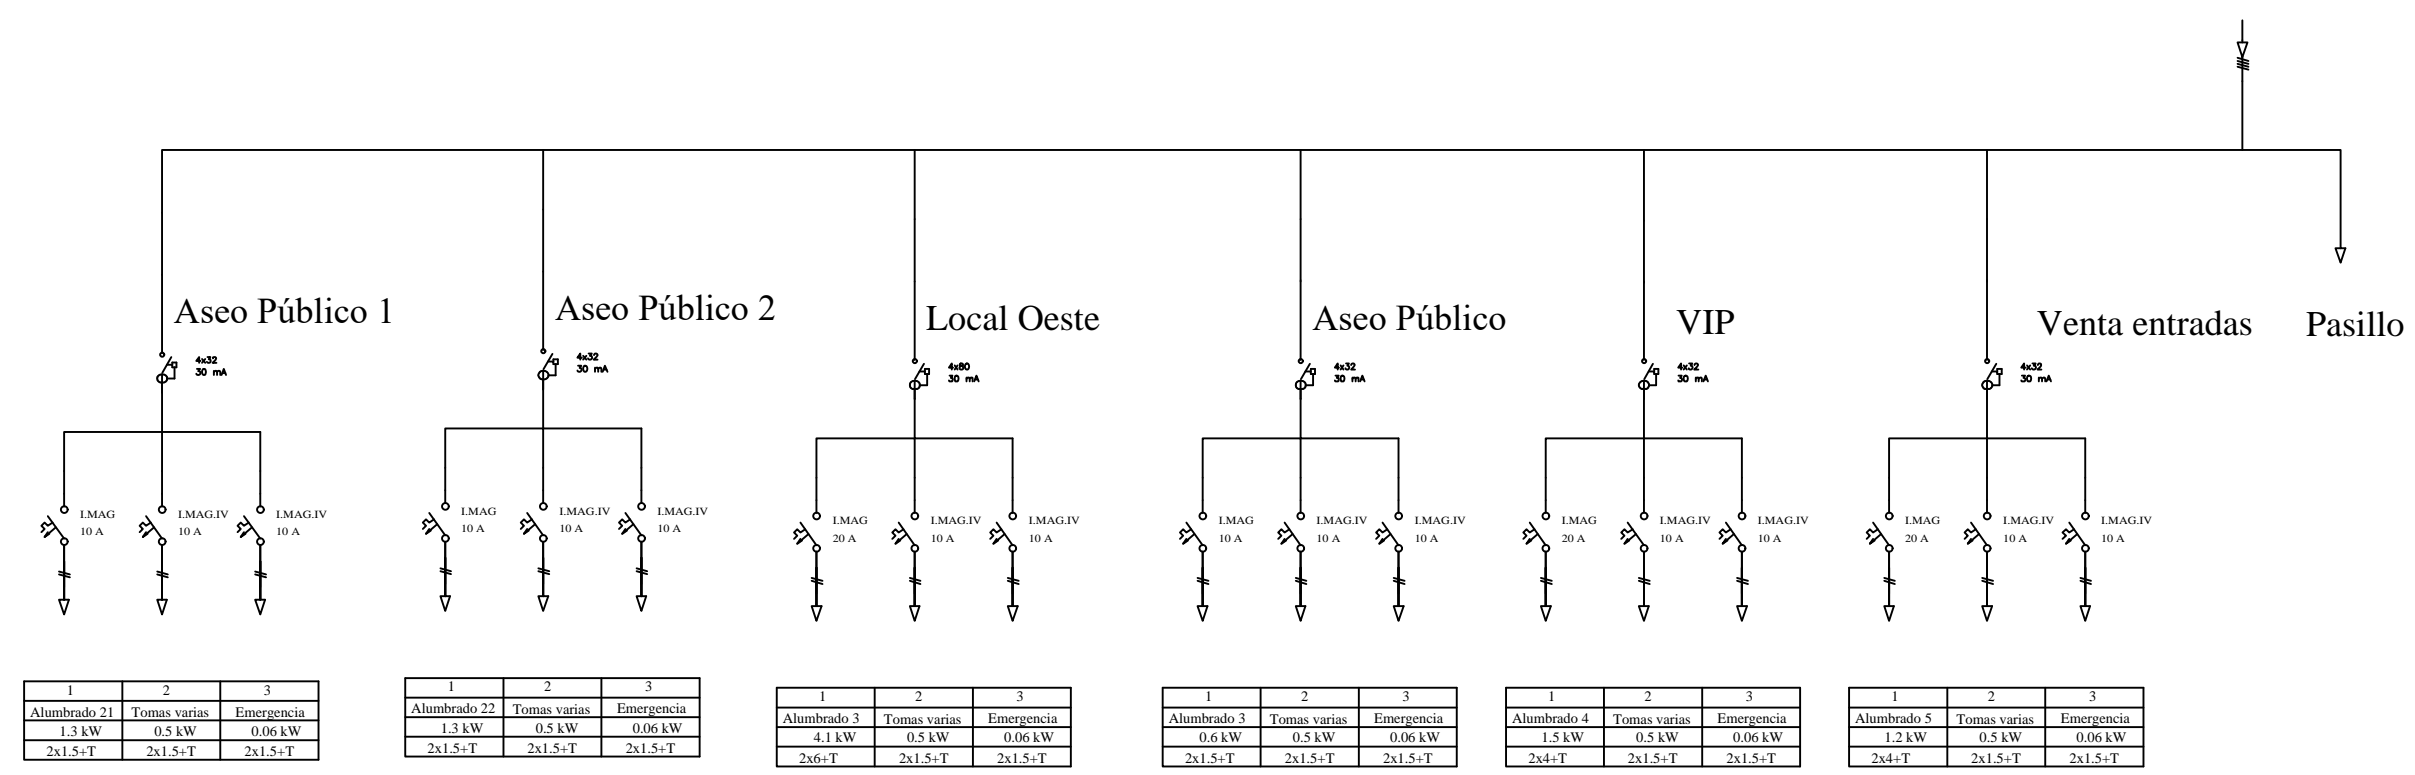 Aseo Público 1
Aseo Público 2
Local Oeste
Aseo Público
VIP
Venta entradas
Pasillo
4x32
30 mA
4x32
30 mA
4x80
30 mA
4x32
30 mA
4x32
30 mA
4x32
30 mA
I.MAG
10 A
I.MAG.IV
10 A
I.MAG.IV
10 A
I.MAG
10 A
I.MAG.IV
10 A
I.MAG.IV
10 A
I.MAG
20 A
I.MAG.IV
10 A
I.MAG.IV
10 A
I.MAG
10 A
I.MAG.IV
10 A
I.MAG.IV
10 A
I.MAG
20 A
I.MAG.IV
10 A
I.MAG.IV
10 A
I.MAG
20 A
I.MAG.IV
10 A
I.MAG.IV
10 A
1 2 3
Alumbrado 21 Tomas varias Emergencia
1.3 kW 0.5 kW 0.06 kW
2x1.5+T 2x1.5+T 2x1.5+T
1 2 3
Alumbrado 22 Tomas varias Emergencia
1.3 kW 0.5 kW 0.06 kW
2x1.5+T 2x1.5+T 2x1.5+T
1 2 3
Alumbrado 3 Tomas varias Emergencia
4.1 kW 0.5 kW 0.06 kW
2x6+T 2x1.5+T 2x1.5+T
1 2 3
Alumbrado 3 Tomas varias Emergencia
0.6 kW 0.5 kW 0.06 kW
2x1.5+T 2x1.5+T 2x1.5+T
1 2 3
Alumbrado 4 Tomas varias Emergencia
1.5 kW 0.5 kW 0.06 kW
2x4+T 2x1.5+T 2x1.5+T
1 2 3
Alumbrado 5 Tomas varias Emergencia
1.2 kW 0.5 kW 0.06 kW
2x4+T 2x1.5+T 2x1.5+T